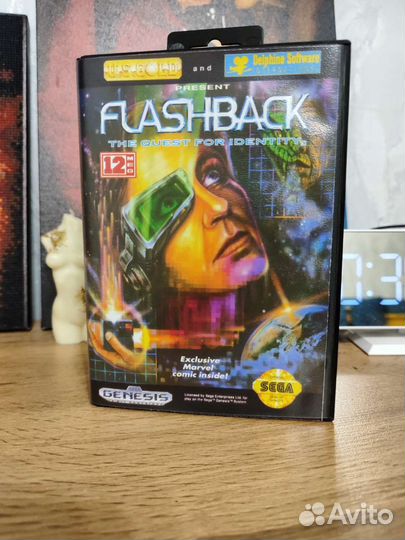 and
Delphine Software
PRESENT
FLASHBACK
THE QUEST FOR IDENTITY
12 MEG
Exclusive
Marvel
comic inside!
SEGA
GENESIS
Licensed by Sega Enterprises Ltd. for
play on the Sega™ Genesis™ System
SEGA
Avito